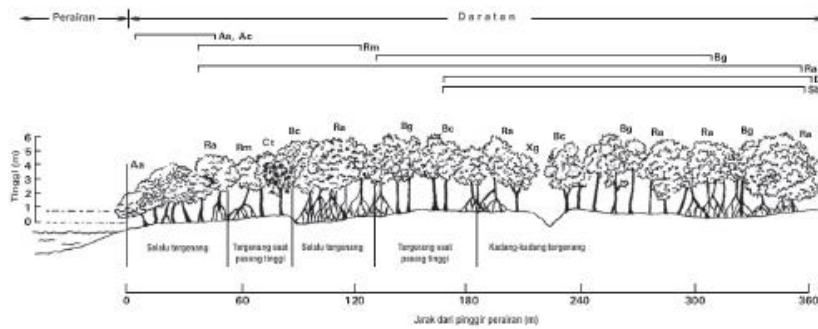 Perairan
Daratan
Aa, Ac
Rm
Bg
Ra
Aa Ra Rm Ct Bc Ra Bg Bc Ra Xg Bc Bg Ra Ra Bg Ra
Tinggi (m)
6
5
4
3
2
1
0
Selalu tergenang
Tergenang saat
pasang tinggi
Selalu tergenang
Tergenang saat
pasang tinggi
Kadang-kadang tergenang
0 60 120 180 240 300 360
Jarak dari pinggir perairan (m)